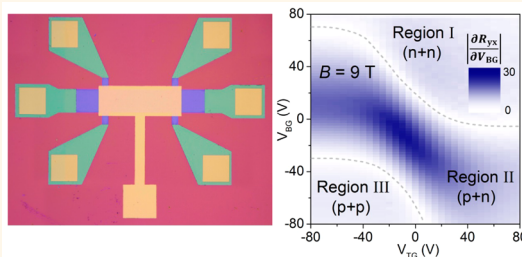 80
40
0
-40
-80
V_BG (V)
Region I
(n+n)
|∂R_yx/∂V_BG|
30
0
B = 9 T
Region II
(p+n)
Region III
(p+p)
-80 -40 0 40 80
V_TG (V)